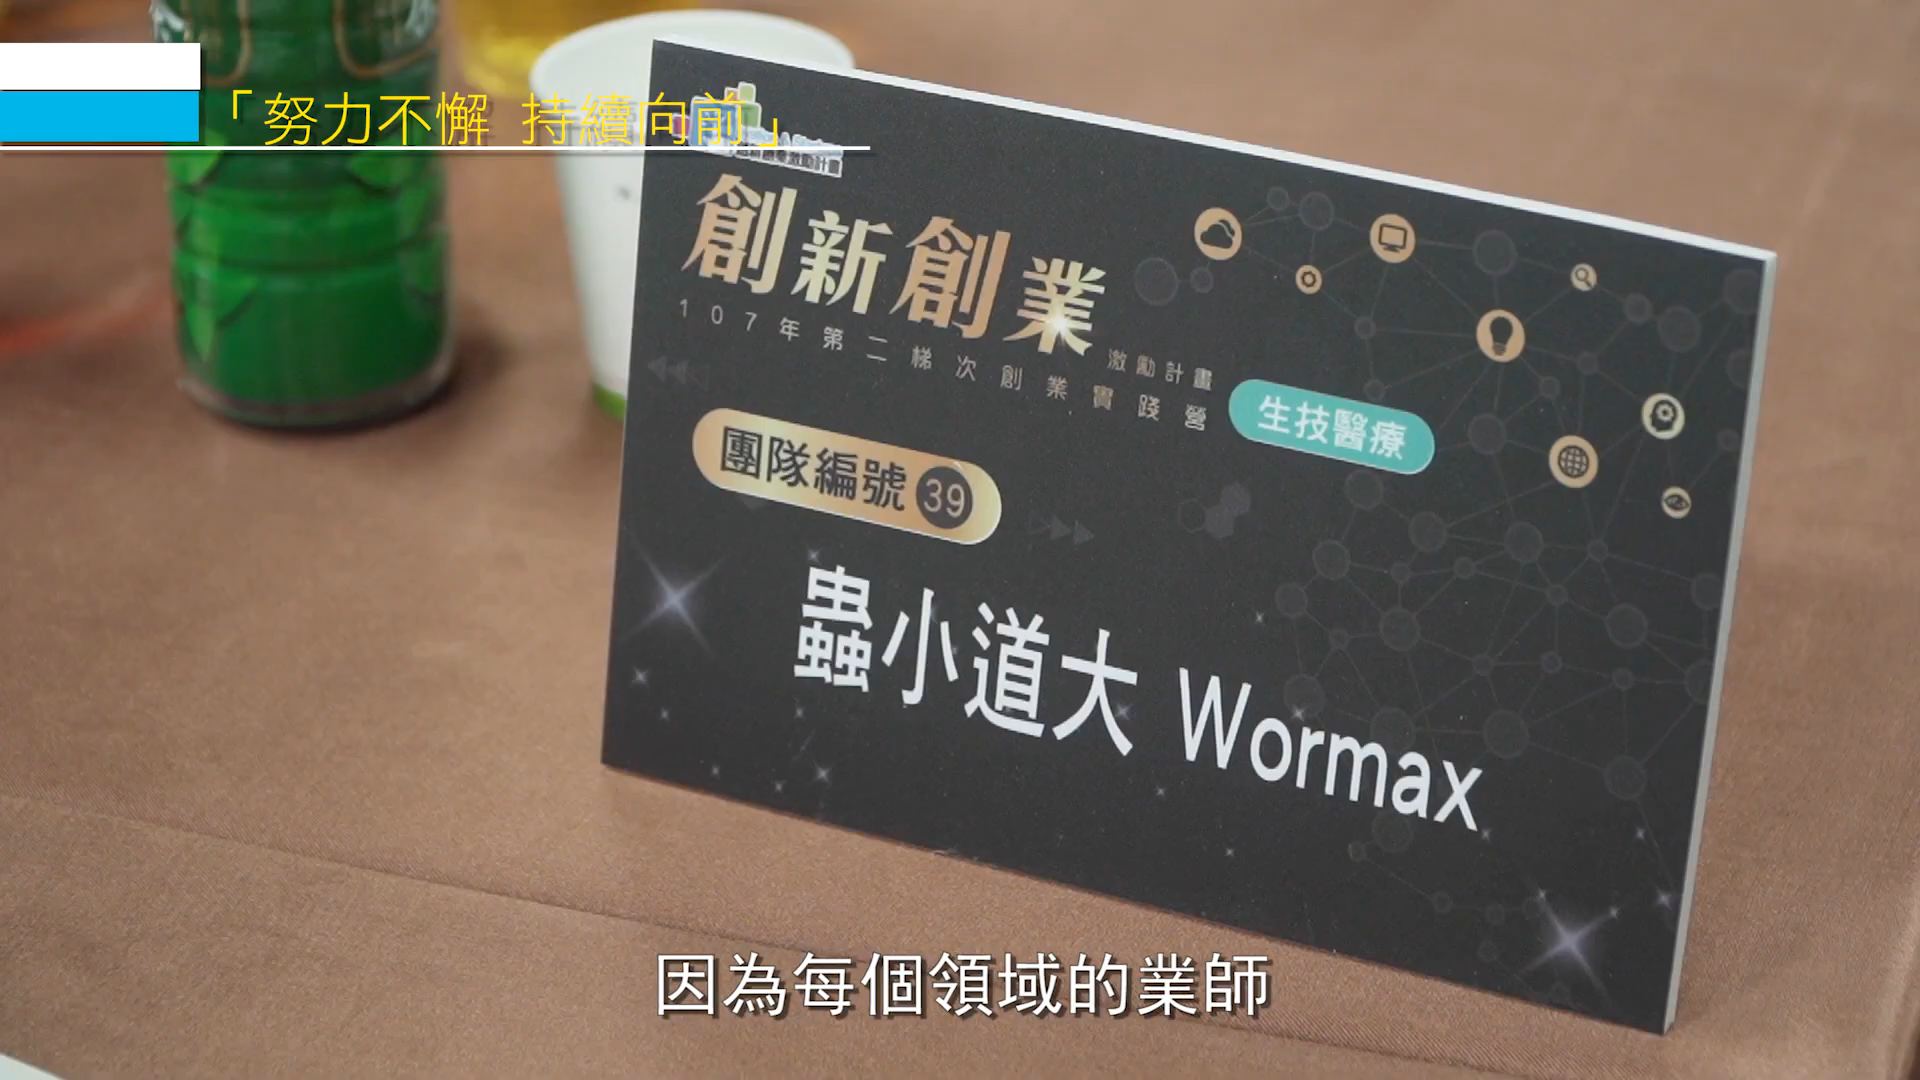 「努力不懈 持續向前」
創新創業
激勵計畫
107年第二梯次創業實踐營
生技醫療
團隊編號 39
蟲小道大 Wormax
因為每個領域的業師